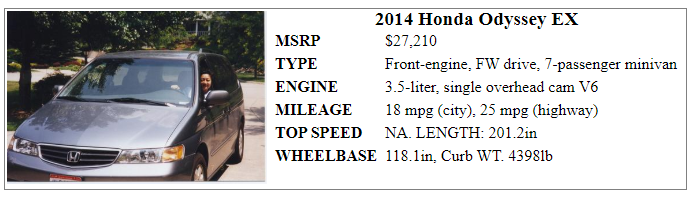 2014 Honda Odyssey EX
MSRP $27,210
TYPE Front-engine, FW drive, 7-passenger minivan
ENGINE 3.5-liter, single overhead cam V6
MILEAGE 18 mpg (city), 25 mpg (highway)
TOP SPEED NA. LENGTH: 201.2in
WHEELBASE 118.1in, Curb WT. 4398lb